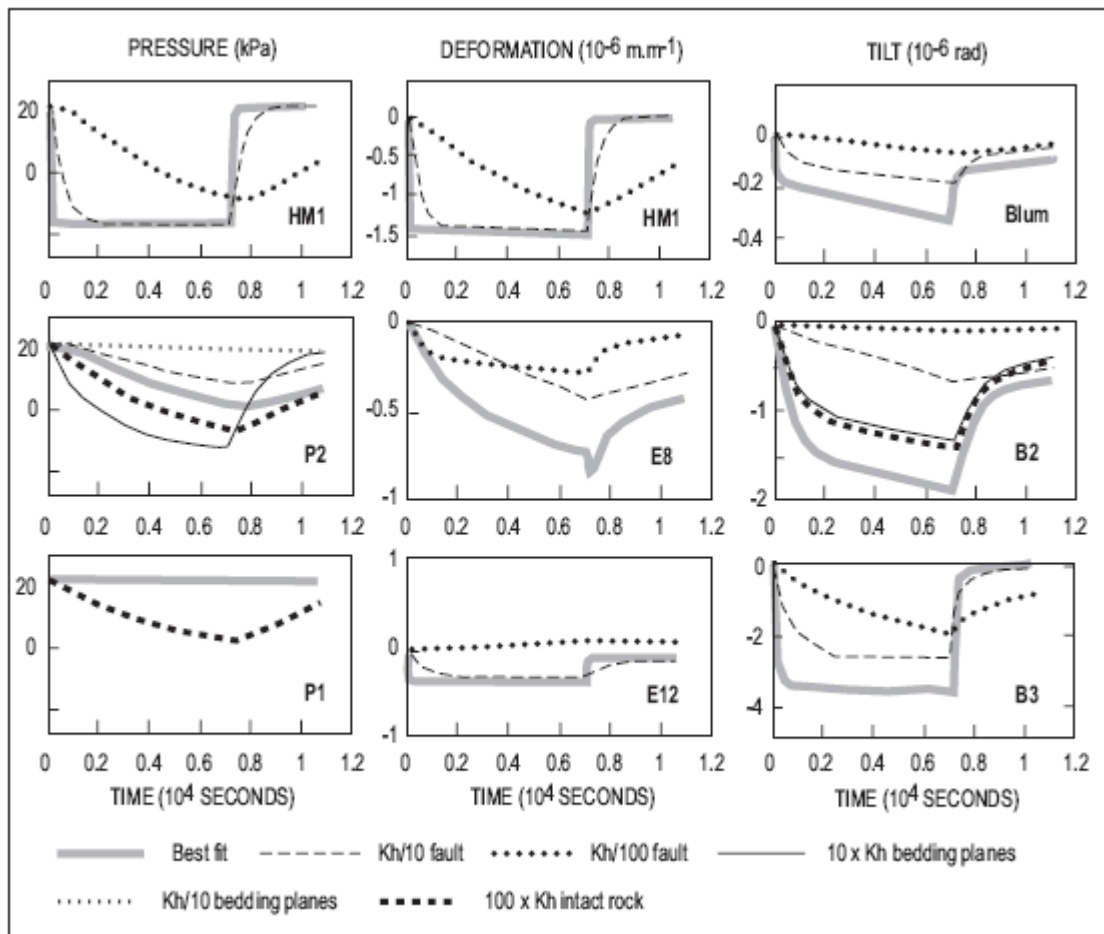 PRESSURE (kPa) DEFORMATION (10-6 m.m-1) TILT (10-6 rad)
20
0
HM1
0 0.2 0.4 0.6 0.8 1 1.2
0
-0.5
-1
-1.5
HM1
0 0.2 0.4 0.6 0.8 1 1.2
0
-0.2
-0.4
Blum
0 0.2 0.4 0.6 0.8 1 1.2
20
0
P2
0 0.2 0.4 0.6 0.8 1 1.2
0
-0.5
-1
E8
0 0.2 0.4 0.6 0.8 1 1.2
0
-1
-2
B2
0 0.2 0.4 0.6 0.8 1 1.2
20
0
P1
0 0.2 0.4 0.6 0.8 1 1.2
TIME (104 SECONDS)
1
0
-1
E12
0 0.2 0.4 0.6 0.8 1 1.2
TIME (104 SECONDS)
0
-2
-4
B3
0 0.2 0.4 0.6 0.8 1 1.2
TIME (104 SECONDS)
Best fit Kh/10 fault Kh/100 fault 10 x Kh bedding planes
Kh/10 bedding planes 100 x Kh intact rock